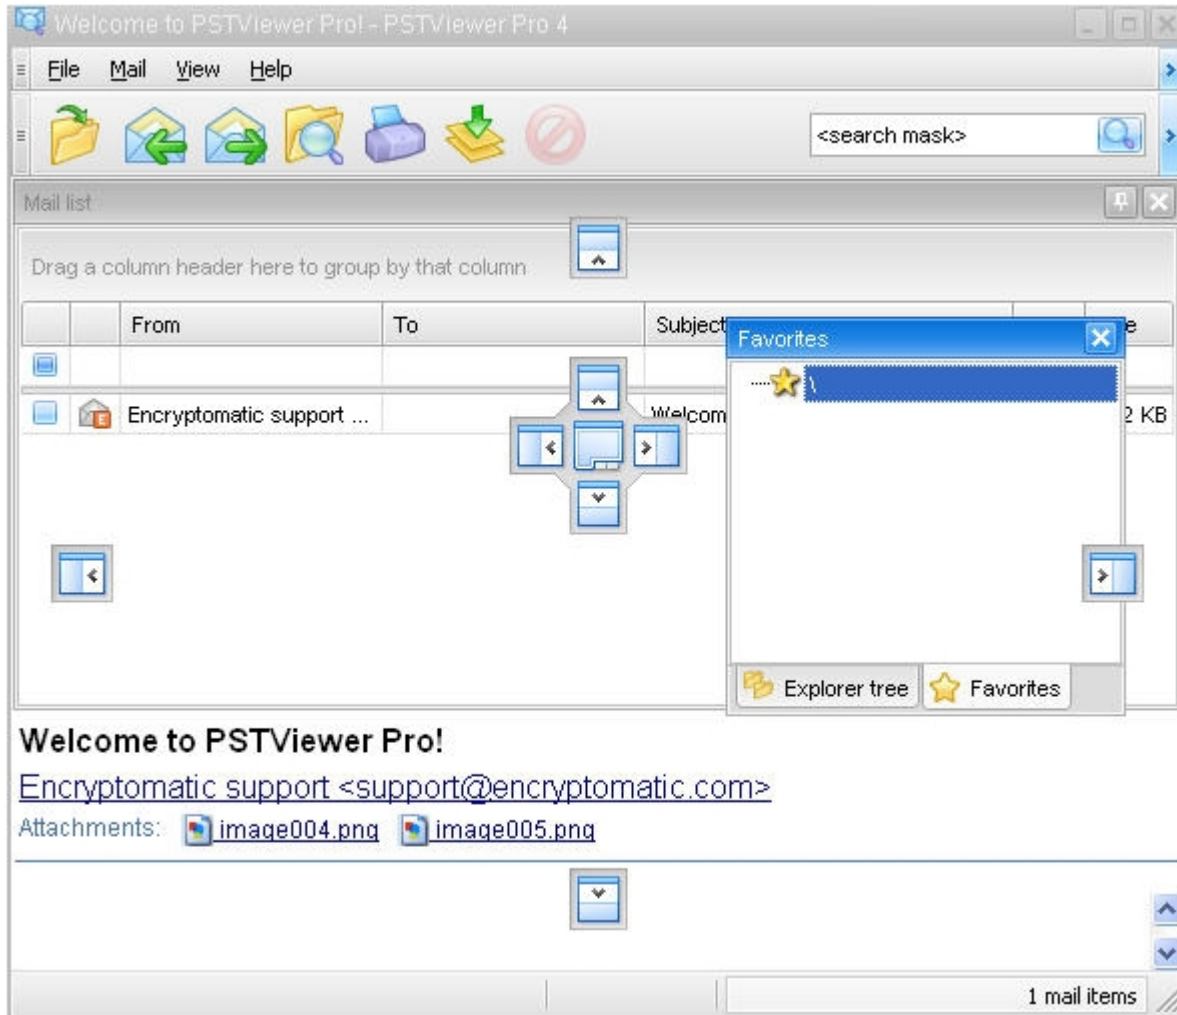 Welcome to PSTViewer Pro! - PSTViewer Pro 4
File Mail View Help
<search mask>
Mail list
Drag a column header here to group by that column
From To Subject
Favorites
\
Encryptomatic support ... Welcom 2 KB
Explorer tree Favorites
Welcome to PSTViewer Pro!
Encryptomatic support <support@encryptomatic.com>
Attachments: image004.png image005.png
1 mail items